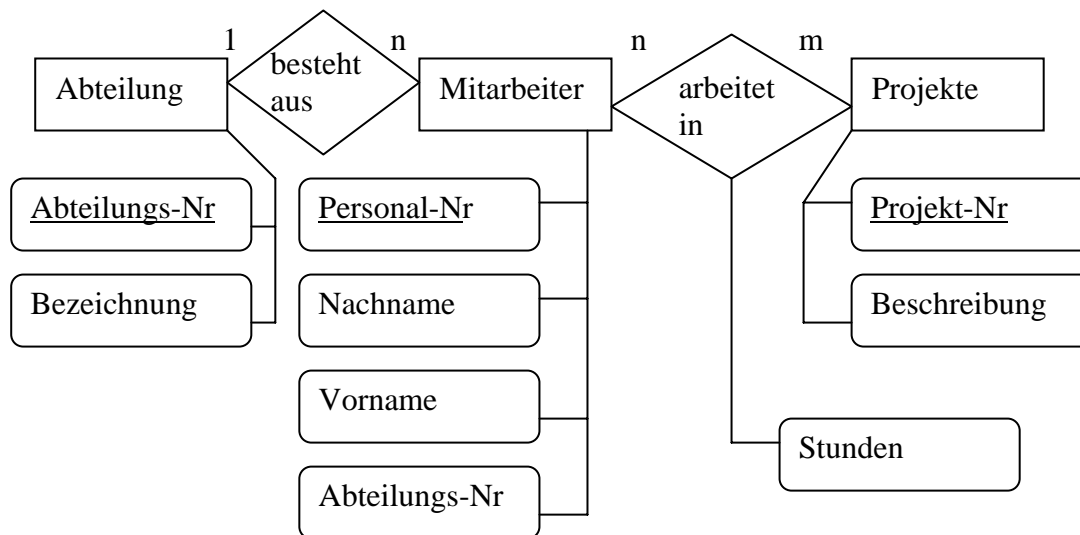 1
n
n
m
Abteilung
besteht
aus
Mitarbeiter
arbeitet
in
Projekte
Abteilungs-Nr
Personal-Nr
Projekt-Nr
Bezeichnung
Nachname
Beschreibung
Vorname
Stunden
Abteilungs-Nr